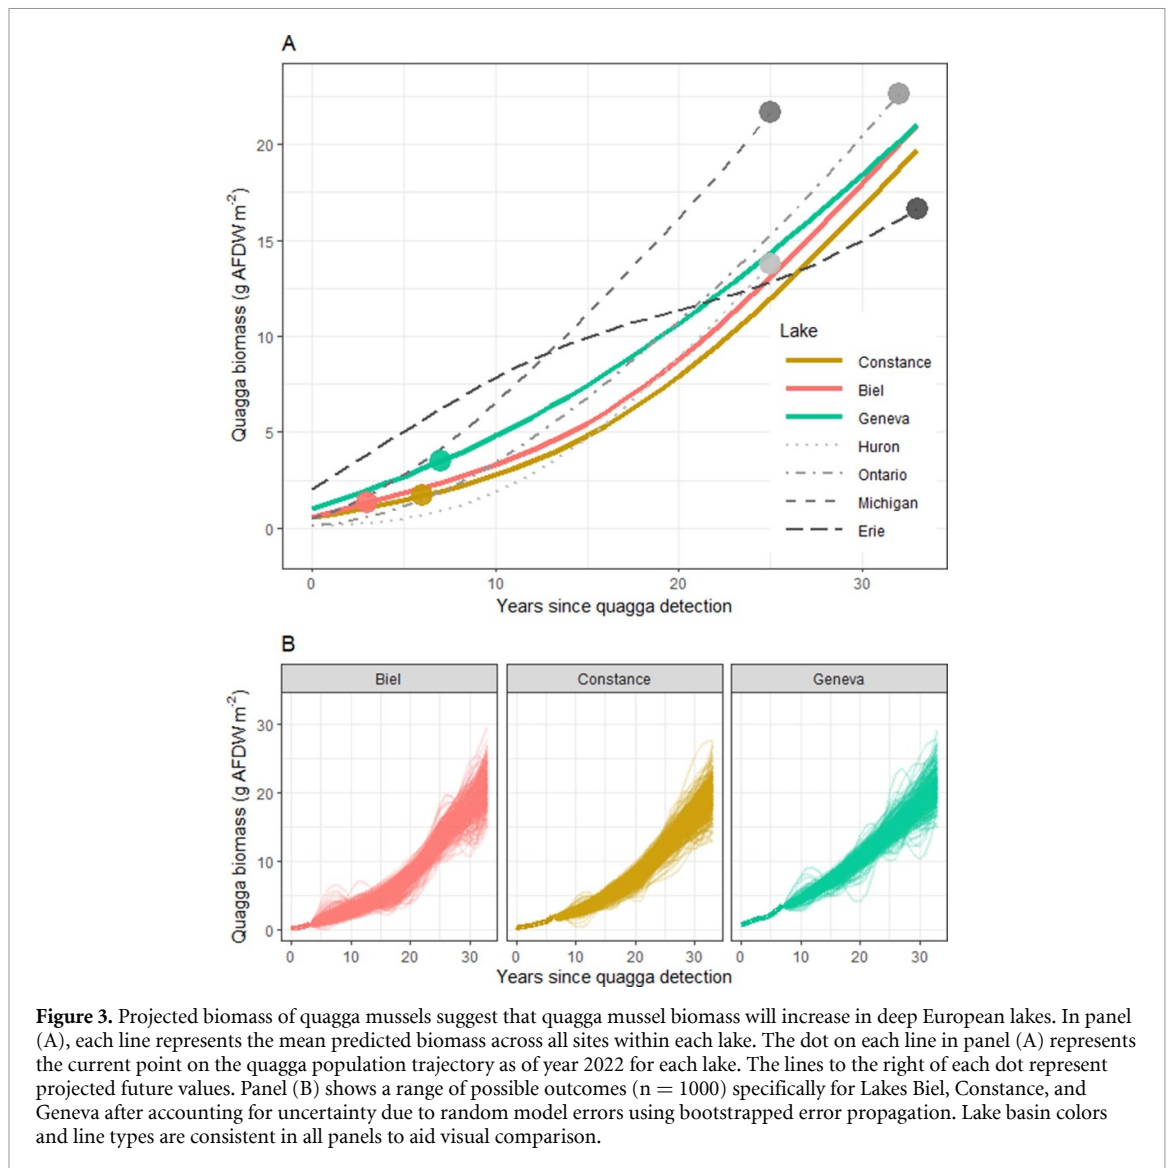 A
Quagga biomass (g AFDW m-2)
20
15
10
5
0
0 10 20 30
Years since quagga detection
Lake
Constance
Biel
Geneva
Huron
Ontario
Michigan
Erie
B
Biel Constance Geneva
Quagga biomass (g AFDW m-2)
30
20
10
0
0 10 20 30 0 10 20 30 0 10 20 30
Years since quagga detection
Figure 3. Projected biomass of quagga mussels suggest that quagga mussel biomass will increase in deep European lakes. In panel
(A), each line represents the mean predicted biomass across all sites within each lake. The dot on each line in panel (A) represents
the current point on the quagga population trajectory as of year 2022 for each lake. The lines to the right of each dot represent
projected future values. Panel (B) shows a range of possible outcomes (n = 1000) specifically for Lakes Biel, Constance, and
Geneva after accounting for uncertainty due to random model errors using bootstrapped error propagation. Lake basin colors
and line types are consistent in all panels to aid visual comparison.